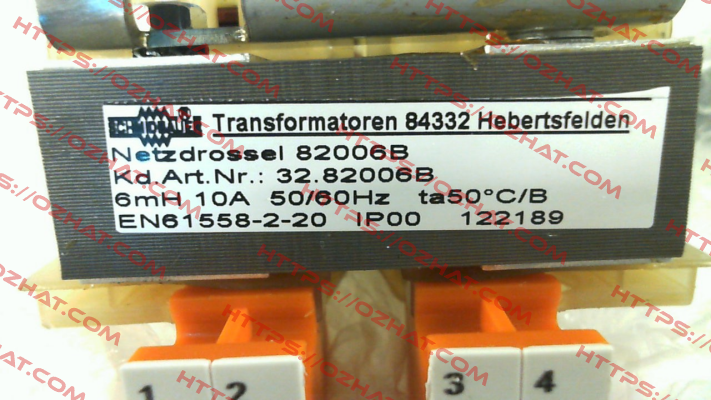 Transformatoren 84332 Hebertsfelden
Netzdrossel 82006B
Kd.Art.Nr.: 32.82006B
6mH 10A 50/60Hz ta50°C/B
EN61558-2-20 IP00 122189
1 2 3 4
HTTPS://OZHAT.COM